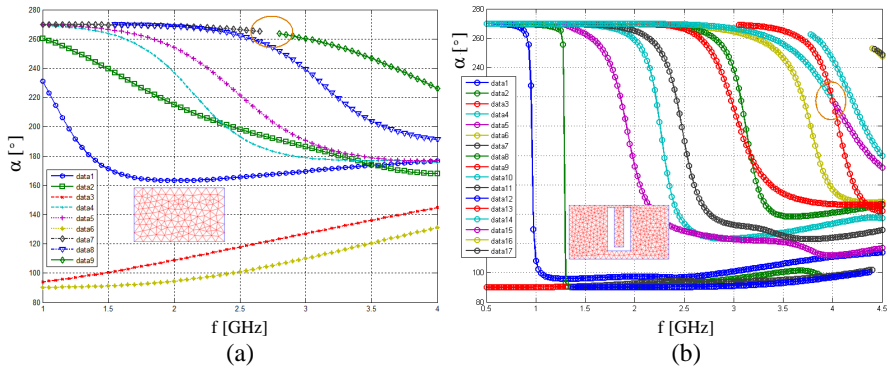 280
260
240
220
200
180
160
140
120
100
80
α [°]
data1
data2
data3
data4
data5
data6
data7
data8
data9
1
1.5
2
2.5
3
3.5
4
f [GHz]
(a)
260
240
220
200
180
160
140
120
100
80
α [°]
data1
data2
data3
data4
data5
data6
data7
data8
data9
data10
data11
data12
data13
data14
data15
data16
data17
0.5
1
1.5
2
2.5
3
3.5
4
4.5
f [GHz]
(b)